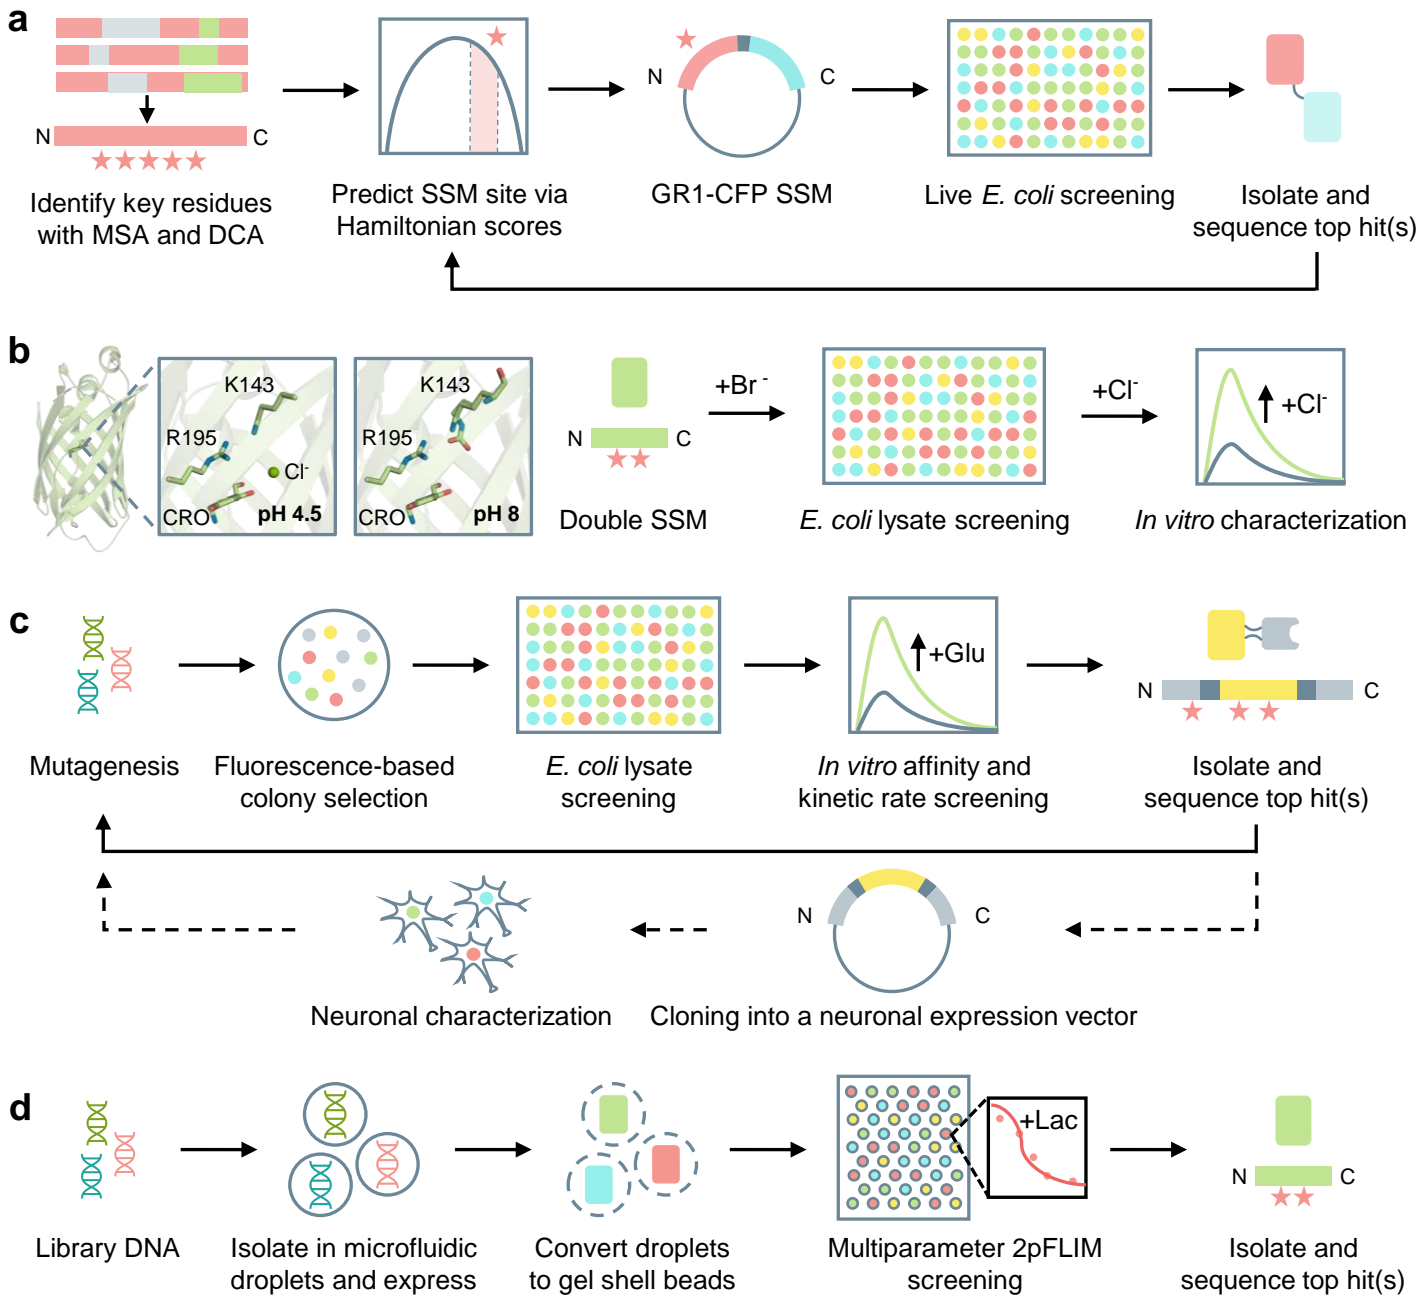 a
N
C
Identify key residues
with MSA and DCA
Predict SSM site via
Hamiltonian scores
N
C
GR1-CFP SSM
Live E. coli screening
Isolate and
sequence top hit(s)
b
K143
R195
Cl-
CRO
pH 4.5
K143
R195
CRO
pH 8
N
C
Double SSM
+Br -
E. coli lysate screening
+Cl-
+Cl-
In vitro characterization
c
Mutagenesis
Fluorescence-based
colony selection
E. coli lysate
screening
+Glu
In vitro affinity and
kinetic rate screening
N
C
Isolate and
sequence top hit(s)
N
C
Neuronal characterization
Cloning into a neuronal expression vector
d
Library DNA
Isolate in microfluidic
droplets and express
Convert droplets
to gel shell beads
+Lac
Multiparameter 2pFLIM
screening
N
C
Isolate and
sequence top hit(s)